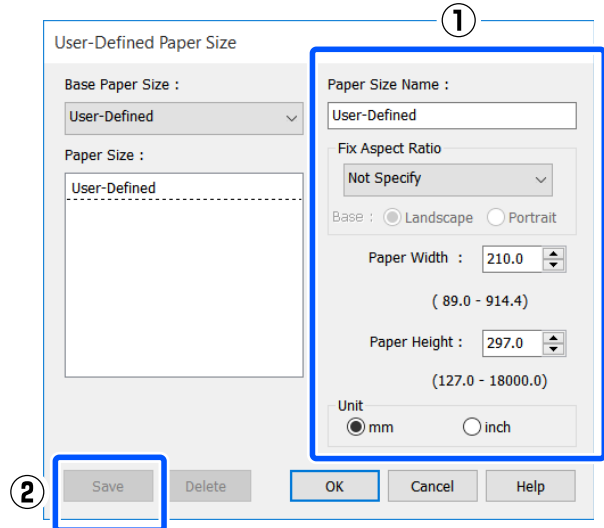 ①
User-Defined Paper Size
Base Paper Size :
User-Defined
Paper Size :
User-Defined
Paper Size Name :
User-Defined
Fix Aspect Ratio
Not Specify
Base : Landscape Portrait
Paper Width : 210.0
( 89.0 - 914.4)
Paper Height : 297.0
(127.0 - 18000.0)
Unit
mm inch
②
Save Delete OK Cancel Help